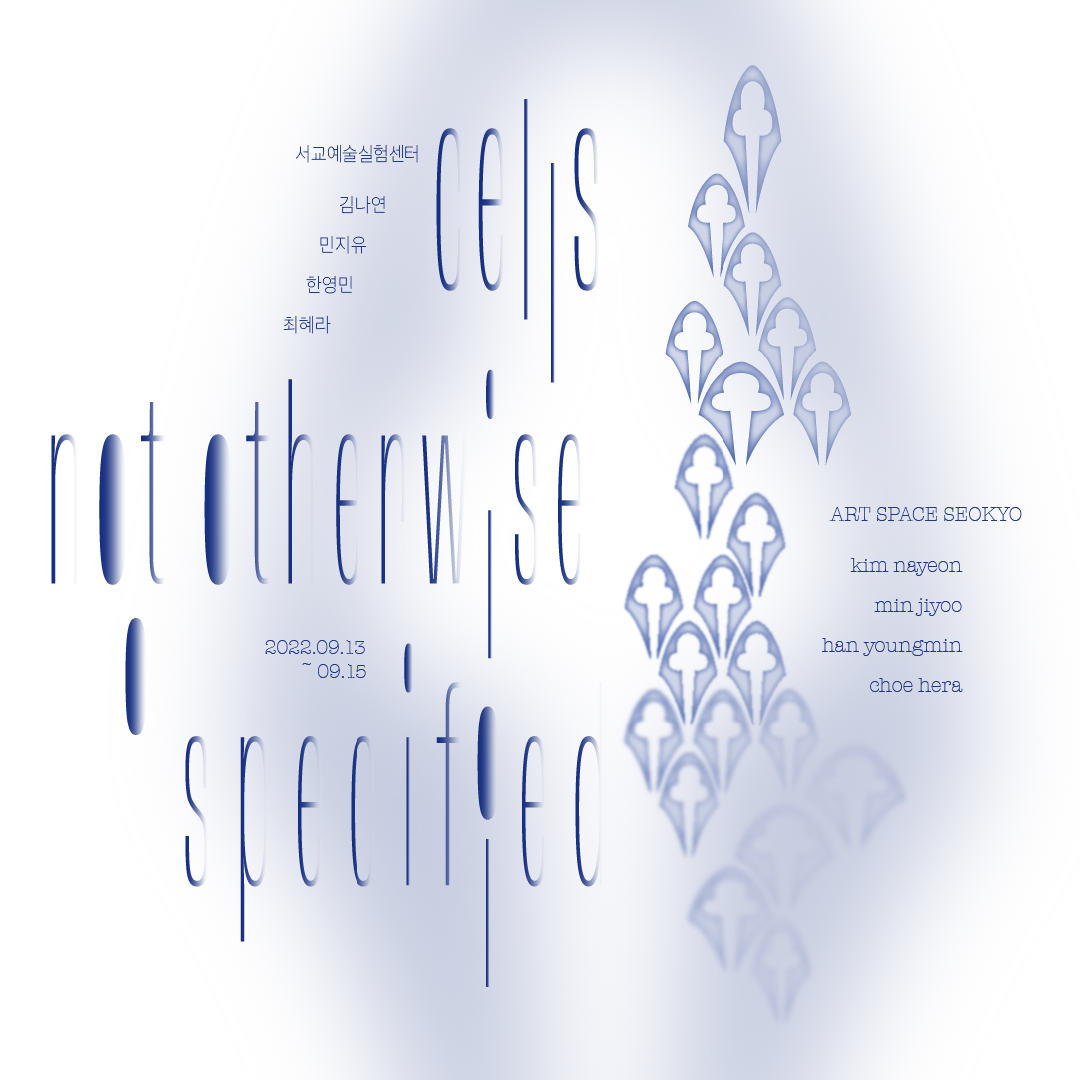 cells
서교예술실험센터
김나연
민지유
한영민
최혜라
not otherwise
specified
2022.09.13
~ 09.15
ART SPACE SEOKYO
kim nayeon
min jiyoo
han youngmin
choe hera